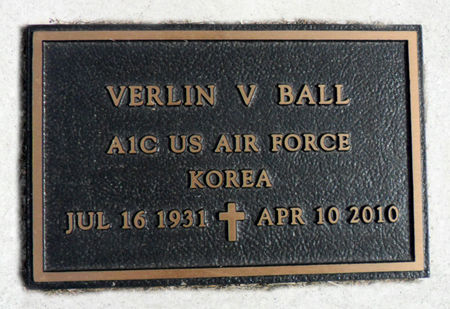 VERLIN V BALL
A1C US AIR FORCE
KOREA
JUL 16 1931 APR 10 2010